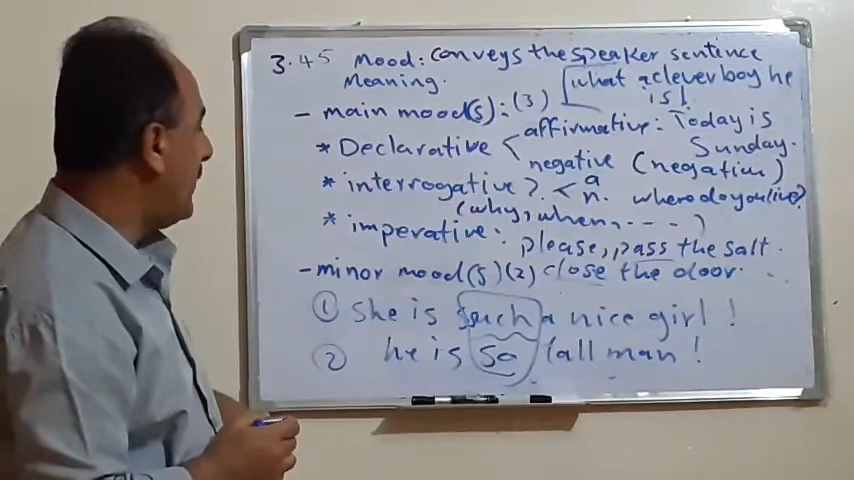 3.45 Mood: Conveys the speaker sentence
Meaning.
what a clever boy he
is!
- main mood(s): (3)
* Declarative < affirmative: Today is
Sunday.
negative (negation)
* interrogative? < a
n. where do you live?
(why, when, - - - -)
* imperative: please, pass the salt.
- minor mood(s) (2) close the door.
① She is such a nice girl!
② he is so tall man!